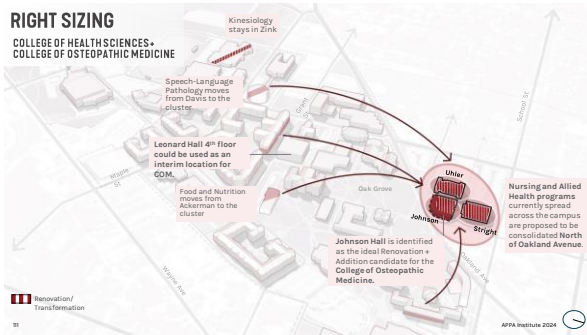 RIGHT SIZING
COLLEGE OF HEALTH SCIENCES+
COLLEGE OF OSTEOPATHIC MEDICINE
Kinesiology
stays in Zink
Speech-Language
Pathology moves
from Davis to the
cluster
Grant
St
School St
Leonard Hall 4th floor
could be used as an
interim location for
COM.
Maple
St
Food and Nutrition
moves from
Ackerman to the
cluster
Oak Grove
Uhler
Johnson
Stright
Nursing and Allied
Health programs
currently spread
across the campus
are proposed to be
consolidated North
of Oakland Avenue.
Johnson Hall is identified
as the ideal Renovation +
Addition candidate for the
College of Osteopathic
Medicine.
Oakland Ave
Wayne Ave
Renovation/
Transformation
APPA Institute 2024